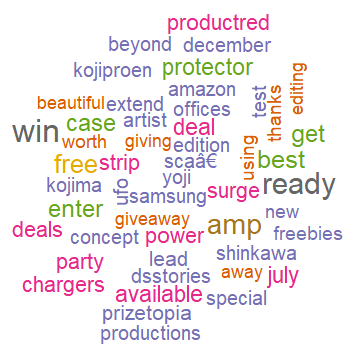 productred
beyond december
kojiproen protector
amazon
beautiful extend offices test thanks editing
win case artist deal get
worth giving edition using
free strip scaâ€ best
kojima ufo yoji surge ready
samsung
enter giveaway amp new
deals concept power freebies
shinkawa
party lead away july
chargers dsstories
available special
prizetopia
productions